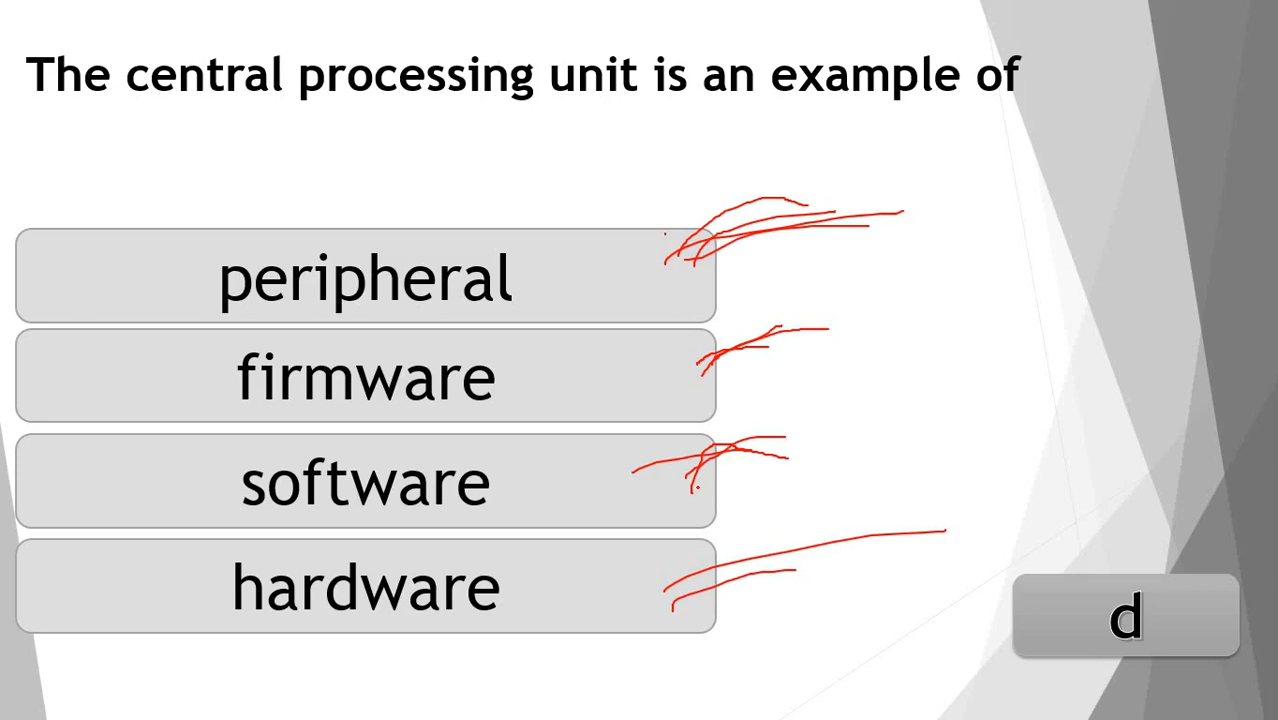 The central processing unit is an example of
peripheral
firmware
software
hardware
d